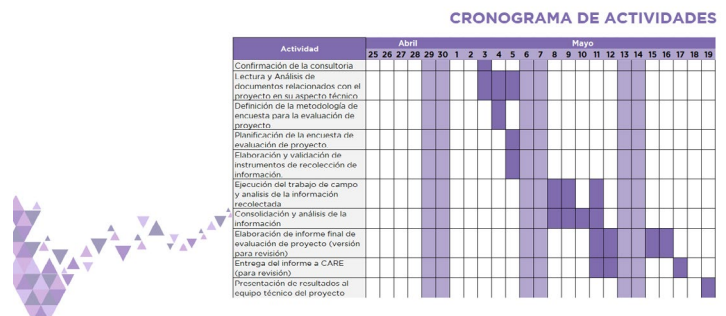 CRONOGRAMA DE ACTIVIDADES
Actividad
Abril
Mayo
25 26 27 28 29 30 1 2 3 4 5 6 7 8 9 10 11 12 13 14 15 16 17 18 19
Confirmación de la consultoria
Lectura y Análisis de
documentos relacionados con el
proyecto en su aspecto técnico
Definición de la metodología de
encuesta para la evaluación de
proyecto
Planificación de la encuesta de
evaluación de proyecto
Elaboración y validación de
instrumentos de recolección de
información.
Ejecución del trabajo de campo
y analisis de la información
recolectada
Consolidación y análisis de la
información
Elaboración de informe final de
evaluación de proyecto (versión
para revisión)
Entrega del informe a CARE
(para revisión)
Presentación de resultados al
equipo técnico del proyecto